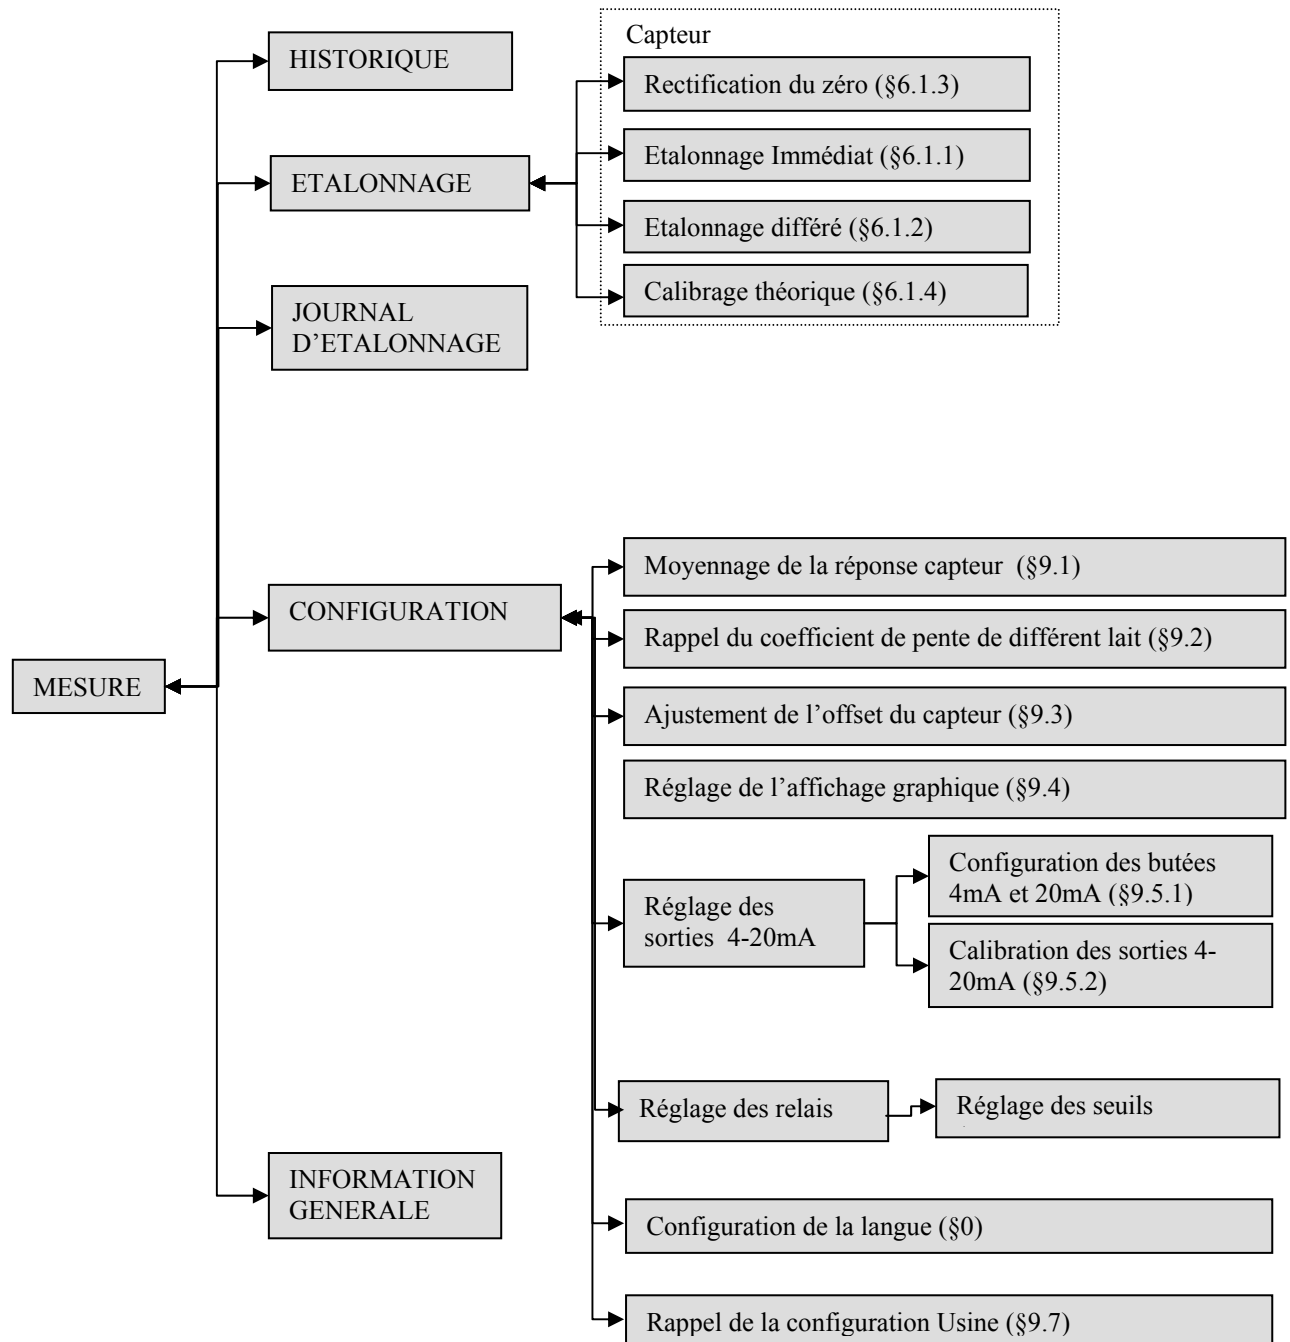 Capteur
HISTORIQUE
Rectification du zéro (§6.1.3)
Etalonnage Immédiat (§6.1.1)
ETALONNAGE
Etalonnage différé (§6.1.2)
Calibrage théorique (§6.1.4)
JOURNAL
D’ETALONNAGE
Moyennage de la réponse capteur (§9.1)
CONFIGURATION
Rappel du coefficient de pente de différent lait (§9.2)
MESURE
Ajustement de l’offset du capteur (§9.3)
Réglage de l’affichage graphique (§9.4)
Réglage des
sorties 4-20mA
Configuration des butées
4mA et 20mA (§9.5.1)
Calibration des sorties 4-
20mA (§9.5.2)
Réglage des relais
Réglage des seuils
INFORMATION
GENERALE
Configuration de la langue (§0)
Rappel de la configuration Usine (§9.7)